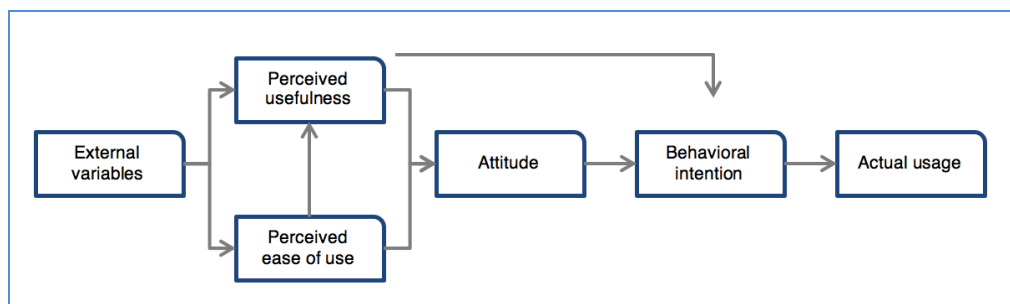 Perceived
usefulness
External
variables
Attitude
Behavioral
intention
Actual usage
Perceived
ease of use